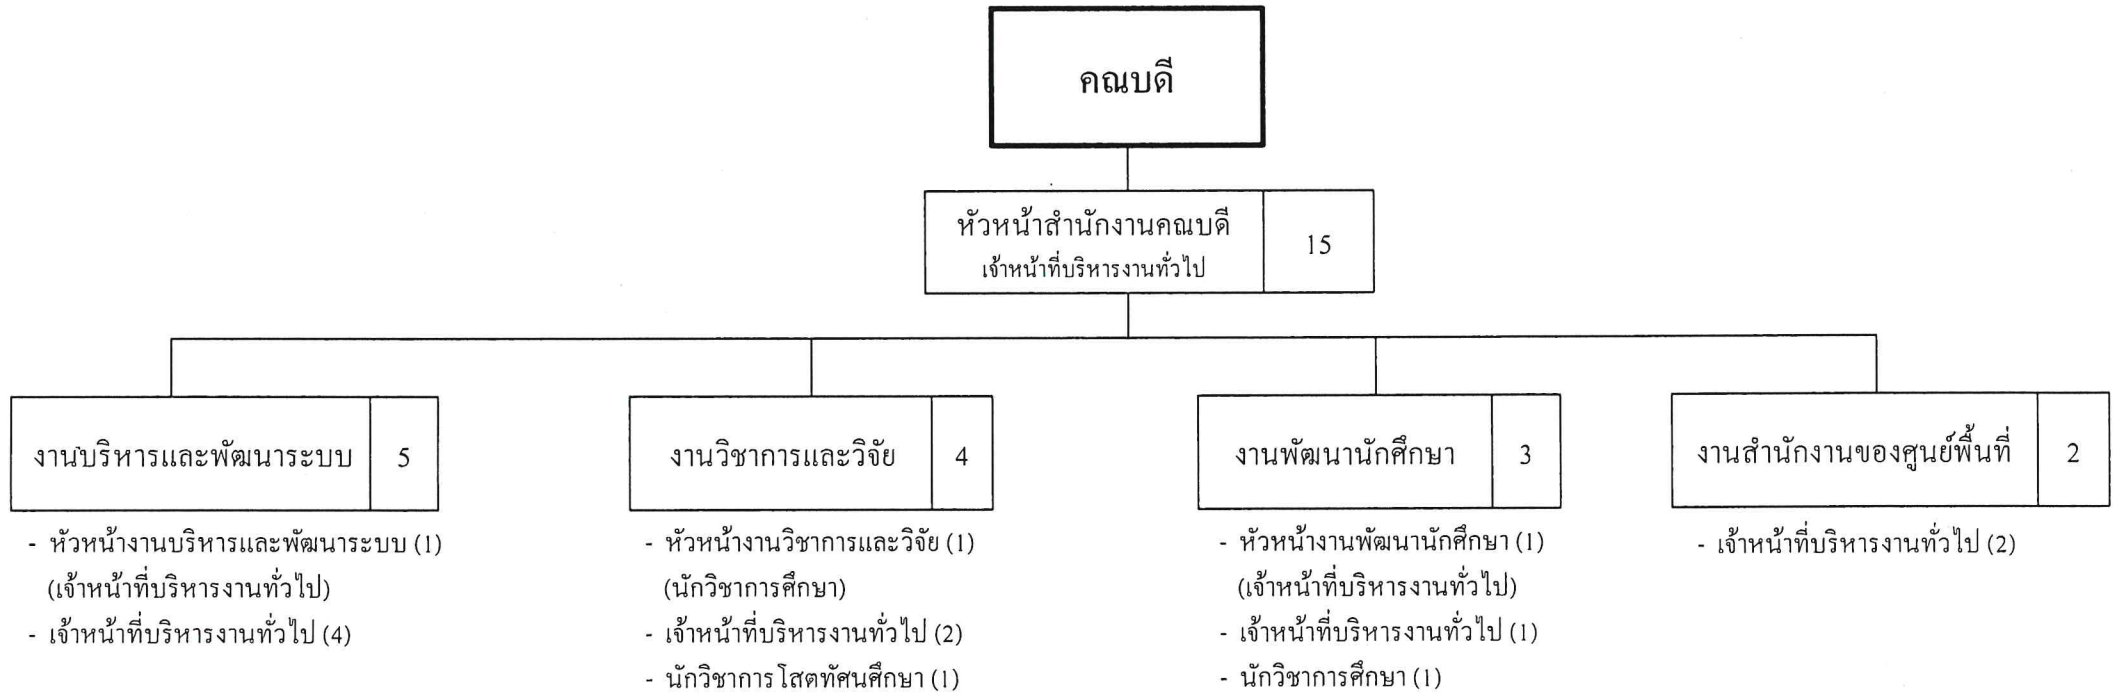 คณบดี
หัวหน้าสำนักงานคณบดี
เจ้าหน้าที่บริหารงานทั่วไป
15
งานบริหารและพัฒนาระบบ
5
- หัวหน้างานบริหารและพัฒนาระบบ (1)
(เจ้าหน้าที่บริหารงานทั่วไป)
- เจ้าหน้าที่บริหารงานทั่วไป (4)
งานวิชาการและวิจัย
4
- หัวหน้างานวิชาการและวิจัย (1)
(นักวิชาการศึกษา)
- เจ้าหน้าที่บริหารงานทั่วไป (2)
- นักวิชาการโสตทัศนศึกษา (1)
งานพัฒนานักศึกษา
3
- หัวหน้างานพัฒนานักศึกษา (1)
(เจ้าหน้าที่บริหารงานทั่วไป)
- เจ้าหน้าที่บริหารงานทั่วไป (1)
- นักวิชาการศึกษา (1)
งานสำนักงานของศูนย์พื้นที่
2
- เจ้าหน้าที่บริหารงานทั่วไป (2)